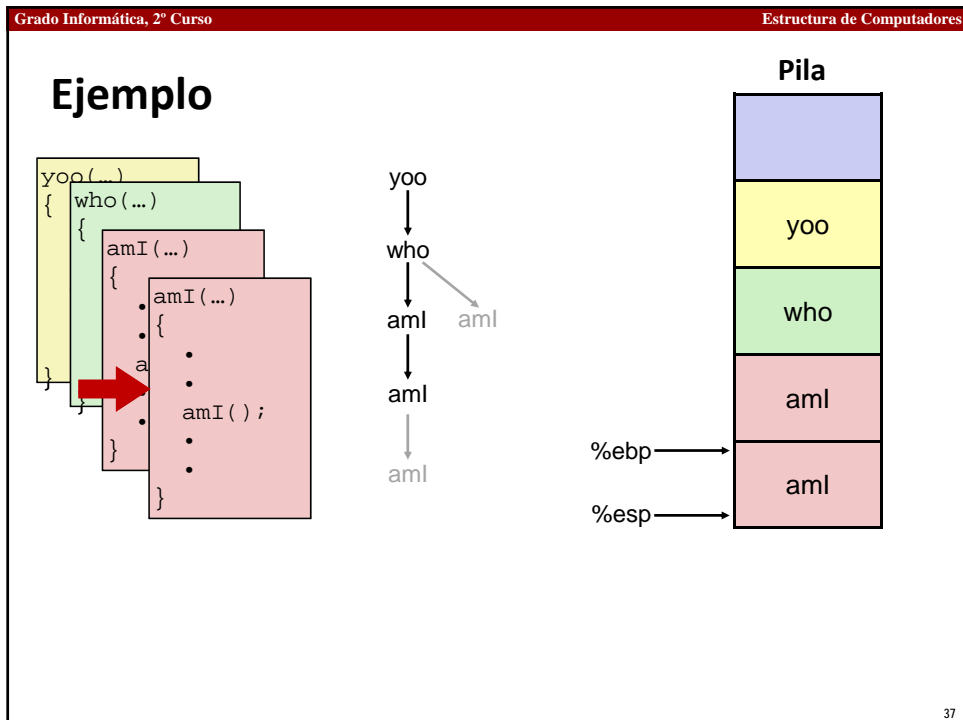 Grado Informática, 2º Curso
Estructura de Computadores
Ejemplo
yoo(…)
{
}
who(…)
{
}
amI(…)
{
•
•
a
•
•
}
amI(…)
{
•
•
amI();
•
•
}
yoo
who
amI amI
amI
amI
Pila
yoo
who
amI
%ebp
amI
%esp
37